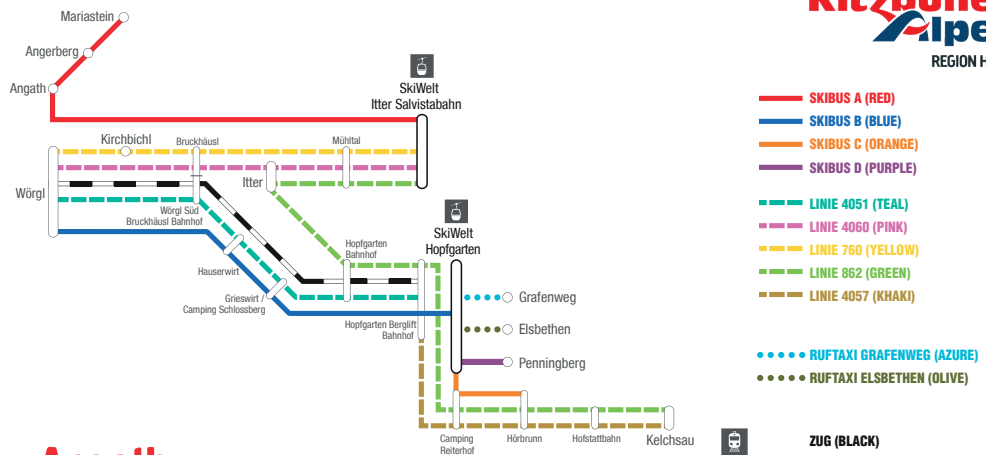 Mariastein
Angerberg
Angath
SkiWelt
Itter Salvistabahn
Kirchbichl
Bruckhäusl
Mühltal
Wörgl
Itter
Wörgl Süd
Bruckhäusl Bahnhof
Hauserwirt
Grieswirt /
Camping Schlossberg
Hopfgarten
Bahnhof
SkiWelt
Hopfgarten
Hopfgarten Berglift
Bahnhof
Grafenweg
Elsbethen
Penningberg
Camping
Reiterhof
Hörbrunn
Hofstattbahn
Kelchsau
REGION H
SKIBUS A (RED)
SKIBUS B (BLUE)
SKIBUS C (ORANGE)
SKIBUS D (PURPLE)
LINIE 4051 (TEAL)
LINIE 4060 (PINK)
LINIE 760 (YELLOW)
LINIE 862 (GREEN)
LINIE 4057 (KHAKI)
RUFTAXI GRAFENWEG (AZURE)
RUFTAXI ELSBETHEN (OLIVE)
ZUG (BLACK)